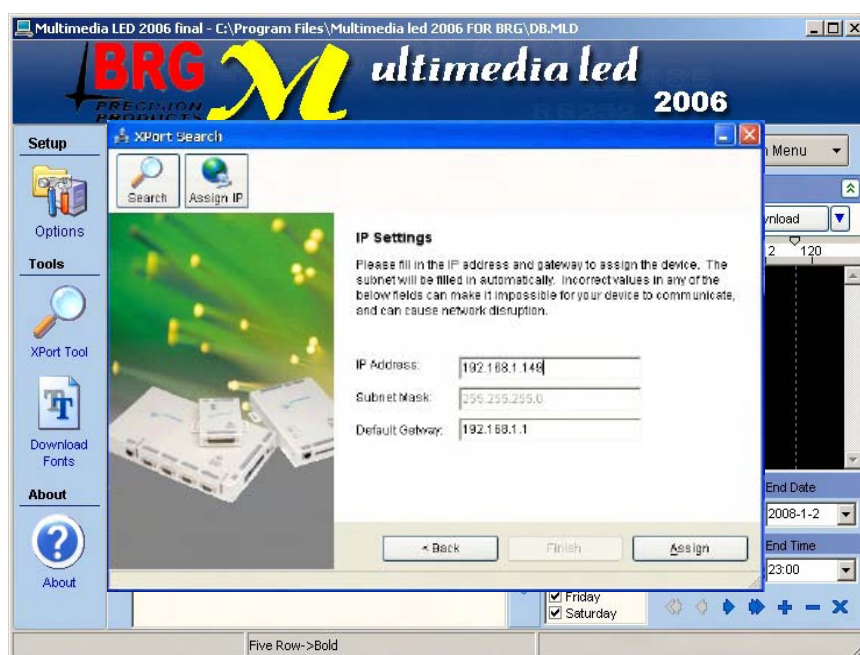 Multimedia LED 2006 final - C:\Program Files\Multimedia led 2006 FOR BRG\DB.MLD
BRG
PRECISION
PRODUCTS
Multimedia led
2006
Setup
Options
Tools
XPort Tool
Download
Fonts
About
About
XPort Search
Search
Assign IP
IP Settings
Please fill in the IP address and gateway to assign the device. The
subnet will be filled in automatically. Incorrect values in any of the
below fields can make it impossible for your device to communicate,
and can cause network disruption.
IP Address: 192.168.1.149
Subnet Mask: 255.255.255.0
Default Getway: 192.168.1.1
< Back
Finish
Assign
Menu
2 120
End Date
2008-1-2
End Time
23:00
Friday
Saturday
Five Row->Bold